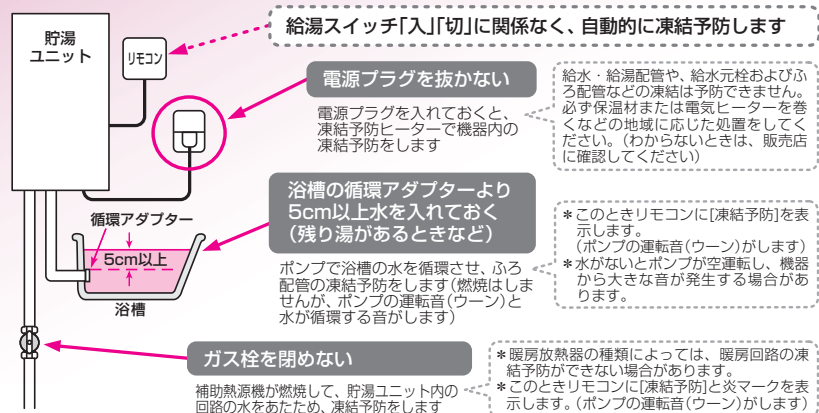 給湯スイッチ「入」「切」に関係なく、自動的に凍結予防します
貯湯
ユニット
リモコン
電源プラグを抜かない
電源プラグを入れておくと、
凍結予防ヒーターで機器内の
凍結予防をします
給水・給湯配管や、給水元栓およびふ
ろ配管などの凍結は予防できません。
必ず保温材または電気ヒーターを巻
くなどの地域に応じた処置をしてく
ださい。（わからないときは、販売店
に確認してください）
浴槽の循環アダプターより
5cm以上水を入れておく
（残り湯があるときなど）
循環アダプター
5cm以上
浴槽
ポンプで浴槽の水を循環させ、ふろ
配管の凍結予防をします（燃焼はしま
せんが、ポンプの運転音（ウーン）と
水が循環する音がします）
＊このときリモコンに[凍結予防]を表
示します。
（ポンプの運転音（ウーン）がします）
＊水がないとポンプが空運転し、機器
から大きな音が発生する場合があ
ります。
ガス栓を閉めない
補助熱源機が燃焼して、貯湯ユニット内の
回路の水をあたため、凍結予防をします
＊暖房放熱器の種類によっては、暖房回路の凍
結予防ができない場合があります。
＊このときリモコンに[凍結予防]と炎マークを表
示します。（ポンプの運転音（ウーン）がします）